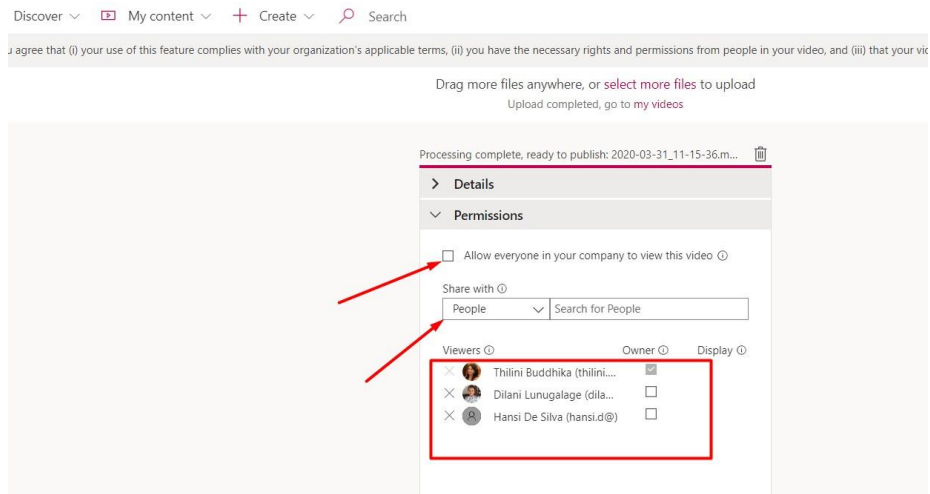 Discover My content Create Search
u agree that (i) your use of this feature complies with your organization's applicable terms, (ii) you have the necessary rights and permissions from people in your video, and (iii) that your vid
Drag more files anywhere, or select more files to upload
Upload completed, go to my videos
Processing complete, ready to publish: 2020-03-31_11-15-36.m...
Details
Permissions
Allow everyone in your company to view this video
Share with
People Search for People
Viewers Owner Display
Thilini Buddhika (thilini....
Dilani Lunugalage (dila...
Hansi De Silva (hansi.d@)